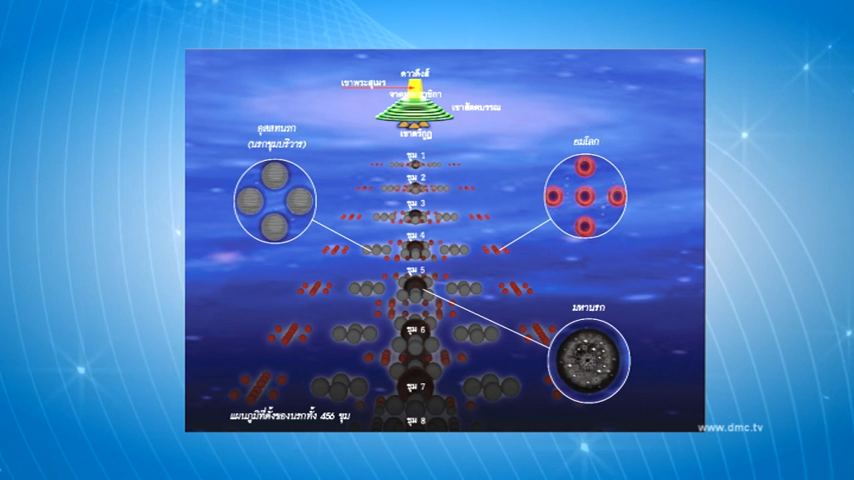 ดาวดึงส์
เขาพระสุเมรุ
เขาสัตตบรรณ
เขาตรีกูฏ
อุสสทนรก
(นรกขุมบริวาร)
ยมโลก
ขุม 1
ขุม 2
ขุม 3
ขุม 4
ขุม 5
มหานรก
ขุม 6
ขุม 7
แผนภูมิที่ตั้งของนรกทั้ง 456 ขุม
ขุม 8
www.dmc.tv